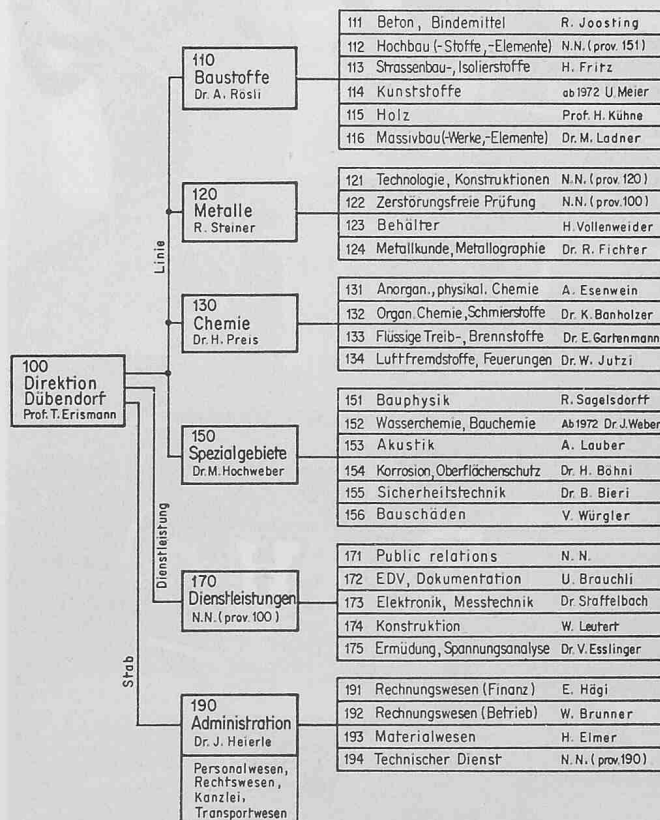 100
Direktion
Dübendorf
Prof. T. Erismann
Linie
Dienstleistung
Stab
110
Baustoffe
Dr. A. Rösli
111 Beton, Bindemittel R. Joosting
112 Hochbau (-Stoffe,-Elemente) N.N. (prov. 151)
113 Strassenbau-, Isolierstoffe H. Fritz
114 Kunststoffe ab 1972 U. Meier
115 Holz Prof. H. Kühne
116 Massivbau (-Werke,-Elemente) Dr. M. Ladner
120
Metalle
R. Steiner
121 Technologie, Konstruktionen N.N. (prov. 120)
122 Zerstörungsfreie Prüfung N.N. (prov. 100)
123 Behälter H. Vollenweider
124 Metallkunde, Metallographie Dr. R. Fichter
130
Chemie
Dr. H. Preis
131 Anorgan., physikal. Chemie A. Esenwein
132 Organ. Chemie, Schmierstoffe Dr. K. Banholzer
133 Flüssige Treib-, Brennstoffe Dr. E. Gartenmann
134 Luftfremdstoffe, Feuerungen Dr. W. Jutzi
150
Spezialgebiete
Dr. M. Hochweber
151 Bauphysik R. Sagelsdorff
152 Wasserchemie, Bauchemie Ab 1972 Dr. J. Weber
153 Akustik A. Lauber
154 Korrosion, Oberflächenschutz Dr. H. Böhni
155 Sicherheitstechnik Dr. B. Bieri
156 Bauschäden V. Würgler
170
Dienstleistungen
N.N. (prov. 100)
171 Public relations N. N.
172 EDV, Dokumentation U. Brauchli
173 Elektronik, Messtechnik Dr. Staffelbach
174 Konstruktion W. Leutert
175 Ermüdung, Spannungsanalyse Dr. V. Esslinger
190
Administration
Dr. J. Heierle
Personalwesen,
Rechtswesen,
Kanzlei,
Transportwesen
191 Rechnungswesen (Finanz) E. Hägi
192 Rechnungswesen (Betrieb) W. Brunner
193 Materialwesen H. Elmer
194 Technischer Dienst N.N. (prov. 190)